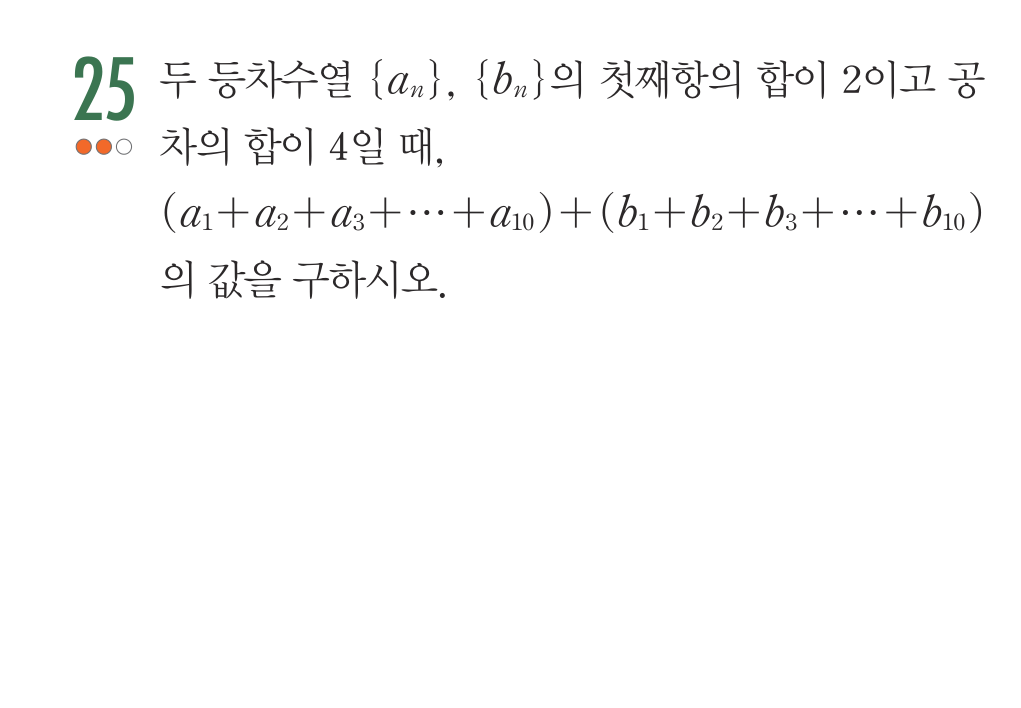 25 두 등차수열 {aₙ}, {bₙ}의 첫째항의 합이 2이고 공
차의 합이 4일 때,
(a₁+a₂+a₃+⋯+a₁₀)+(b₁+b₂+b₃+⋯+b₁₀)
의 값을 구하시오.